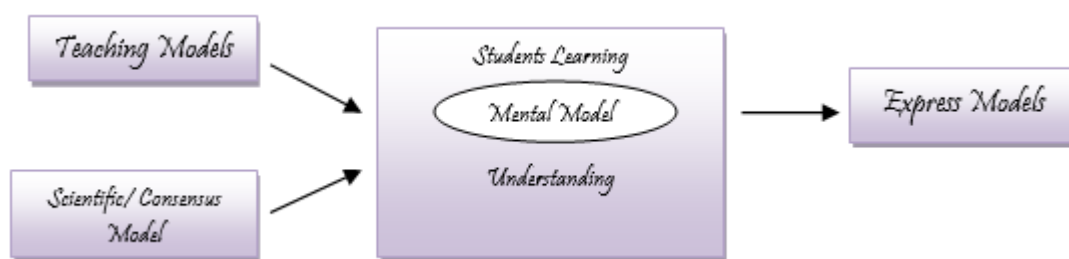 Teaching Models
Scientific/ Consensus
Model
Students Learning
Mental Model
Understanding
Express Models